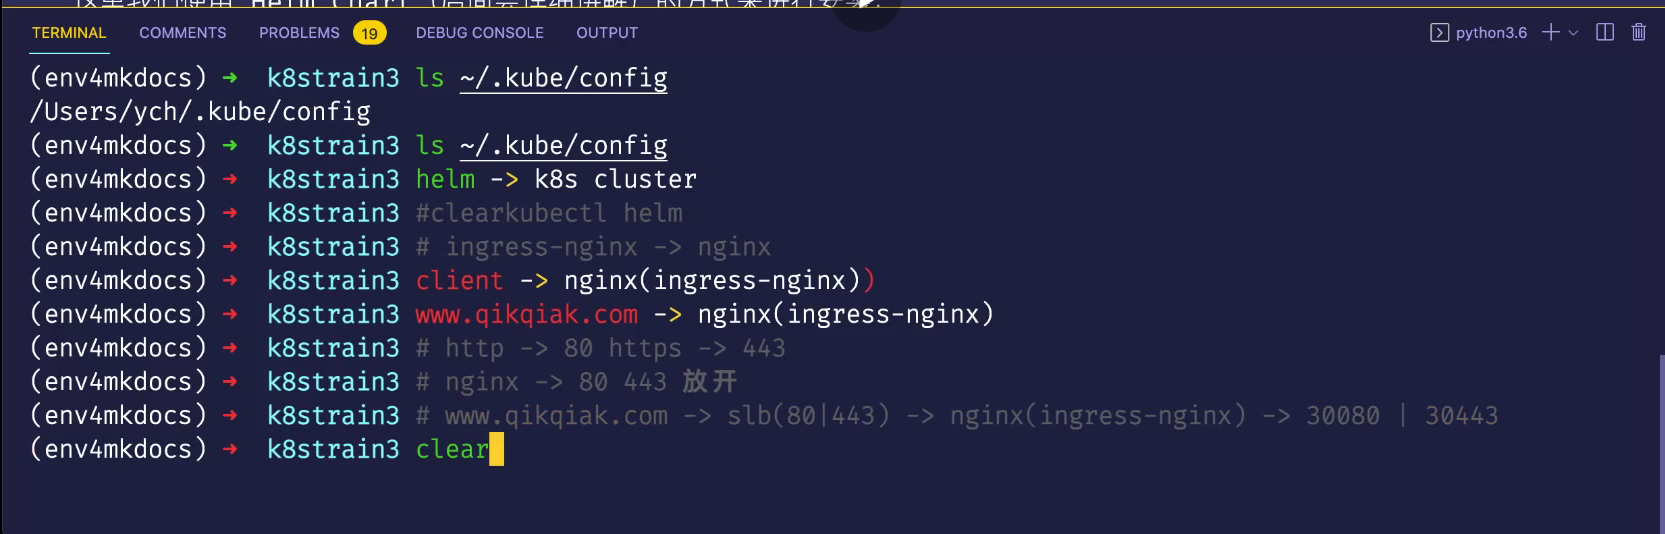 TERMINAL COMMENTS PROBLEMS 19 DEBUG CONSOLE OUTPUT python3.6
(env4mkdocs) ➜ k8strain3 ls ~/.kube/config
/Users/ych/.kube/config
(env4mkdocs) ➜ k8strain3 ls ~/.kube/config
(env4mkdocs) ➜ k8strain3 helm -> k8s cluster
(env4mkdocs) ➜ k8strain3 #clearkubectl helm
(env4mkdocs) ➜ k8strain3 # ingress-nginx -> nginx
(env4mkdocs) ➜ k8strain3 client -> nginx(ingress-nginx))
(env4mkdocs) ➜ k8strain3 www.qikqiak.com -> nginx(ingress-nginx)
(env4mkdocs) ➜ k8strain3 # http -> 80 https -> 443
(env4mkdocs) ➜ k8strain3 # nginx -> 80 443 放开
(env4mkdocs) ➜ k8strain3 # www.qikqiak.com -> slb(80|443) -> nginx(ingress-nginx) -> 30080 | 30443
(env4mkdocs) ➜ k8strain3 clear